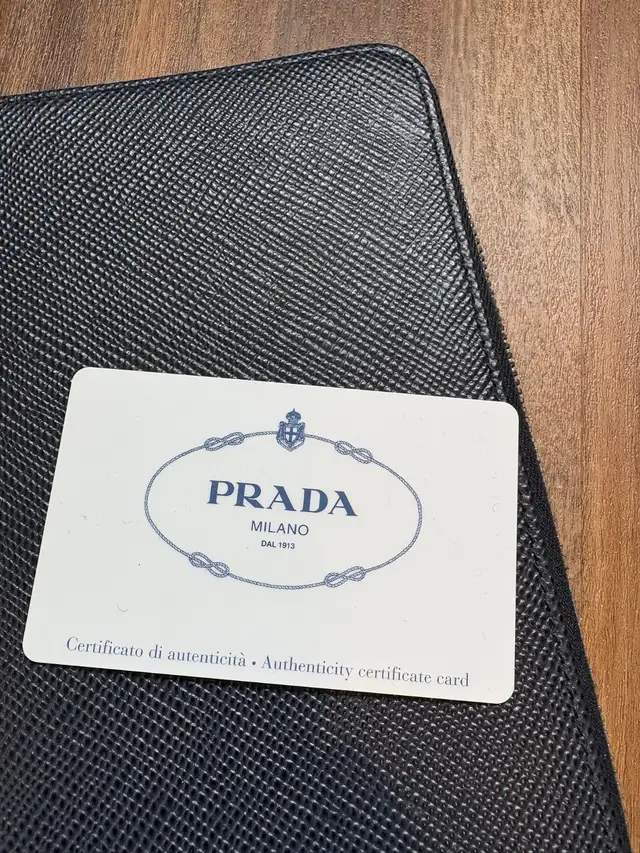 PRADA
MILANO
DAL 1913
Certificato di autenticità • Authenticity certificate card